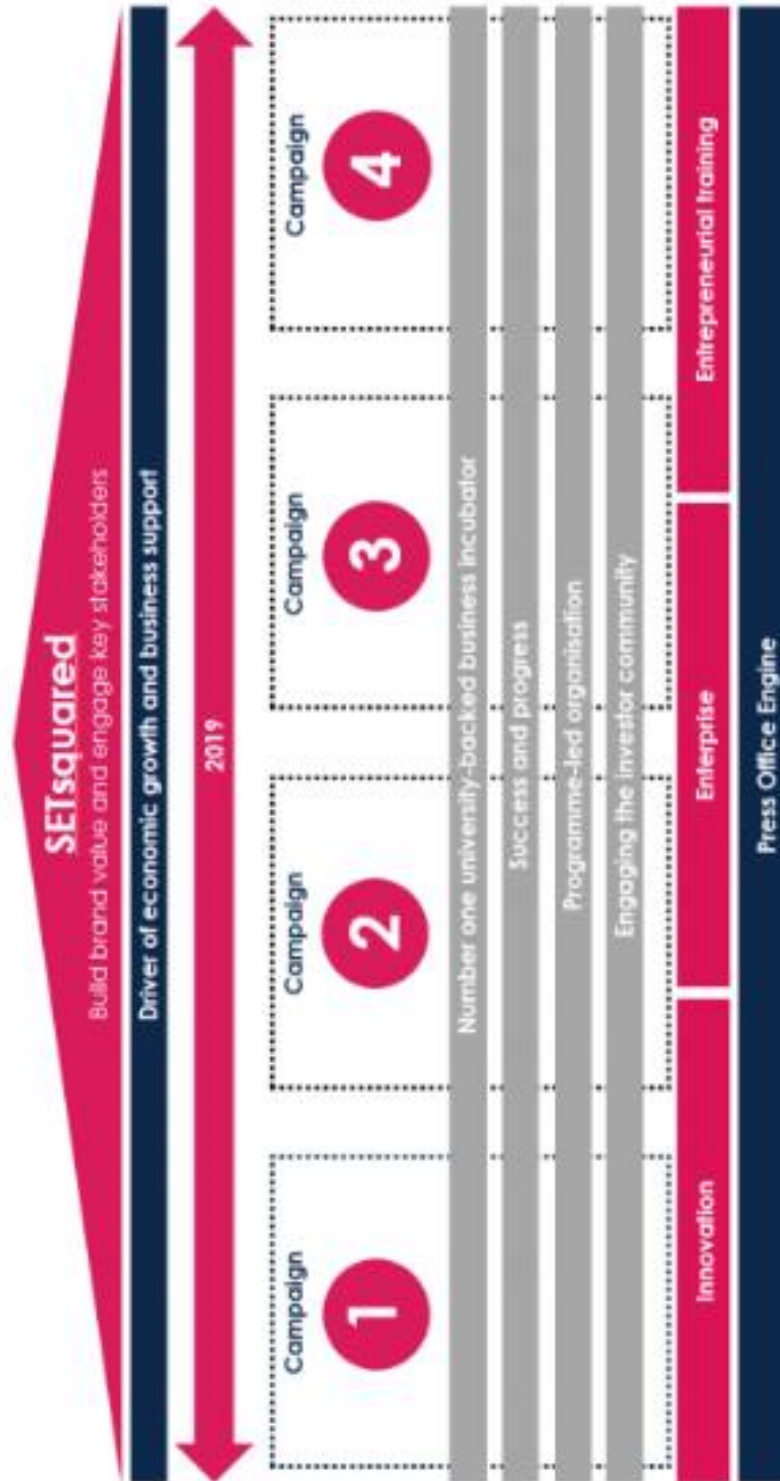 SETsquared
Build brand value and engage key stakeholders
Driver of economic growth and business support
2019
Campaign
1
Campaign
2
Campaign
3
Campaign
4
Number one university-backed business incubator
Success and progress
Programme-led organisation
Engaging the investor community
Innovation
Enterprise
Entrepreneurial training
Press Office Engine